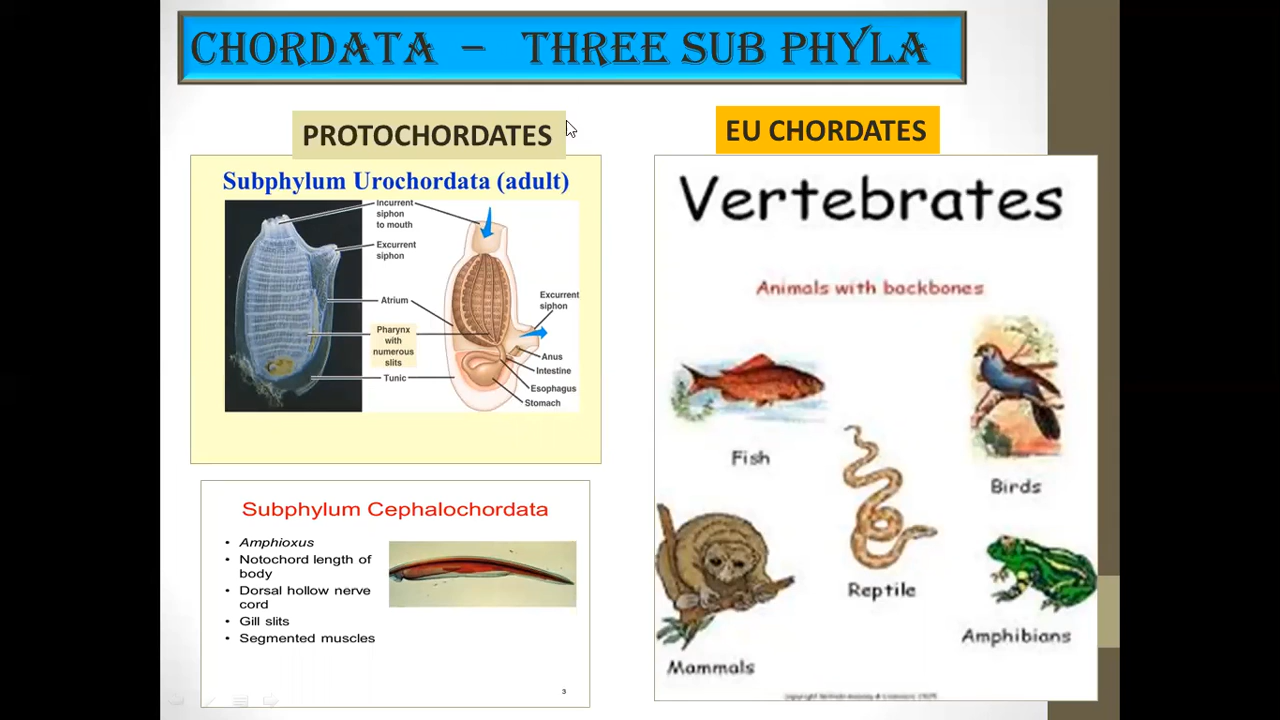 CHORDATA – THREE SUB PHYLA
PROTOCHORDATES
Subphylum Urochordata (adult)
Incurrent
siphon
to mouth
Excurrent
siphon
Atrium
Pharynx
with
numerous
slits
Tunic
Excurrent
siphon
Anus
Intestine
Esophagus
Stomach
Subphylum Cephalochordata
• Amphioxus
• Notochord length of
body
• Dorsal hollow nerve
cord
• Gill slits
• Segmented muscles
3
EU CHORDATES
Vertebrates
Animals with backbones
Fish
Birds
Reptile
Amphibians
Mammals